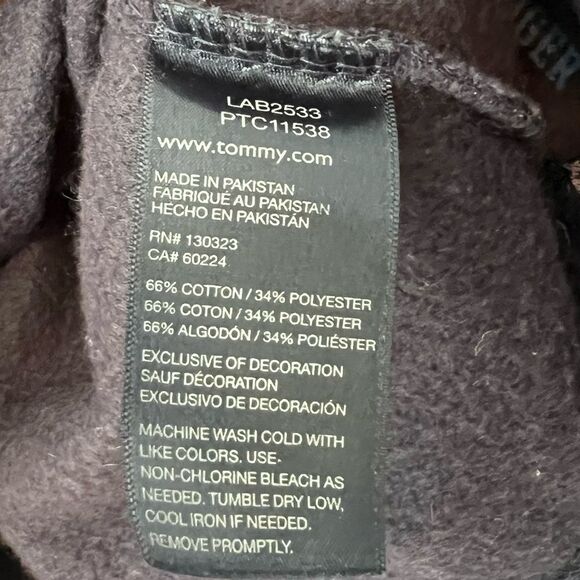 LAB2533
PTC11538
www.tommy.com
MADE IN PAKISTAN
FABRIQUÉ AU PAKISTAN
HECHO EN PAKISTÁN
RN# 130323
CA# 60224
66% COTTON / 34% POLYESTER
66% COTON / 34% POLYESTER
66% ALGODÓN / 34% POLIÉSTER
EXCLUSIVE OF DECORATION
SAUF DÉCORATION
EXCLUSIVO DE DECORACIÓN
MACHINE WASH COLD WITH
LIKE COLORS. USE
NON-CHLORINE BLEACH AS
NEEDED. TUMBLE DRY LOW,
COOL IRON IF NEEDED.
REMOVE PROMPTLY.